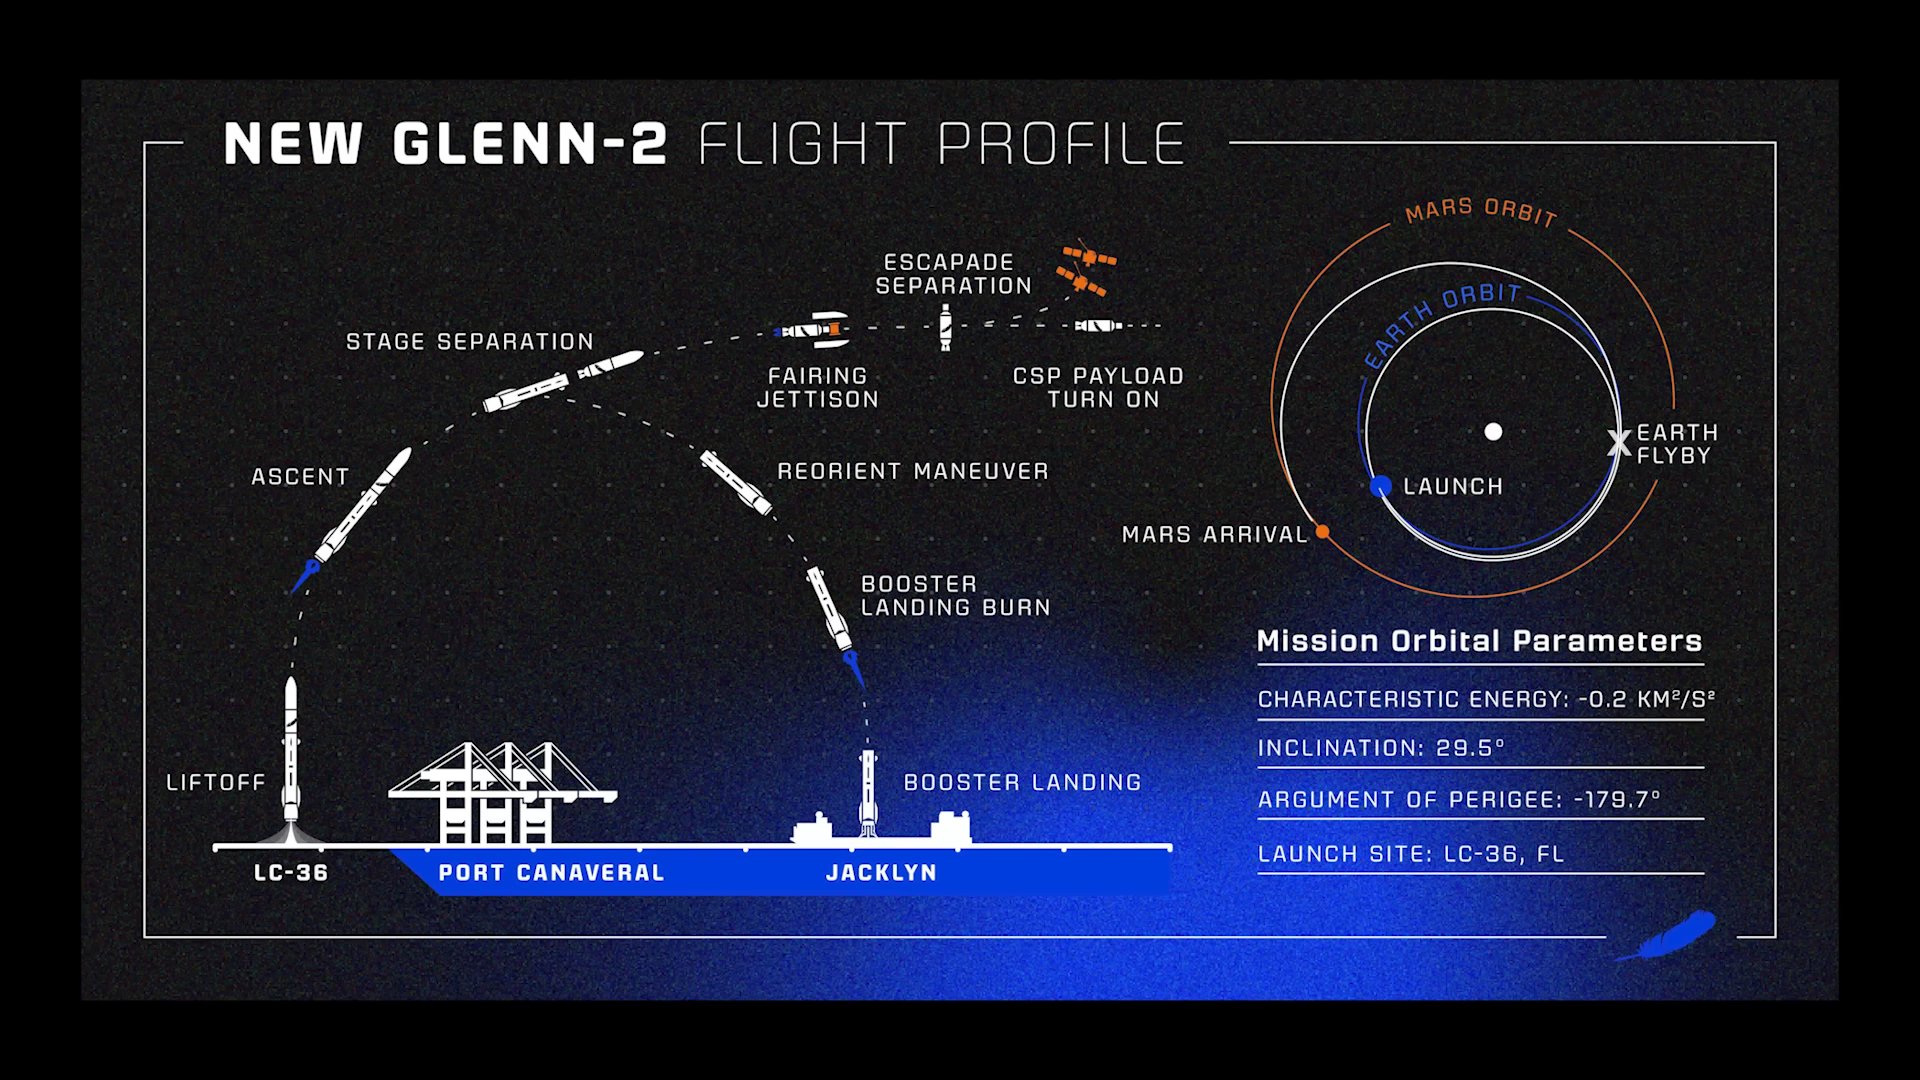 NEW GLENN-2 FLIGHT PROFILE
MARS ORBIT
EARTH ORBIT
ESCAPADE
SEPARATION
STAGE SEPARATION
FAIRING
JETTISON
CSP PAYLOAD
TURN ON
EARTH
FLYBY
ASCENT
REORIENT MANEUVER
LAUNCH
MARS ARRIVAL
BOOSTER
LANDING BURN
LIFTOFF
BOOSTER LANDING
LC-36
PORT CANAVERAL
JACKLYN
Mission Orbital Parameters
CHARACTERISTIC ENERGY: -0.2 KM²/S²
INCLINATION: 29.5°
ARGUMENT OF PERIGEE: -179.7°
LAUNCH SITE: LC-36, FL